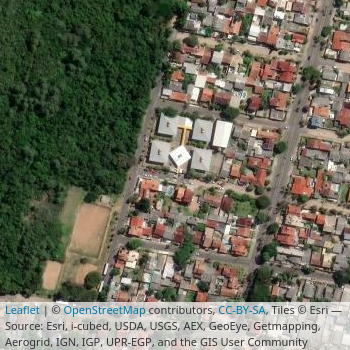 Leaflet | © OpenStreetMap contributors, CC-BY-SA, Tiles © Esri —
Source: Esri, i-cubed, USDA, USGS, AEX, GeoEye, Getmapping,
Aerogrid, IGN, IGP, UPR-EGP, and the GIS User Community